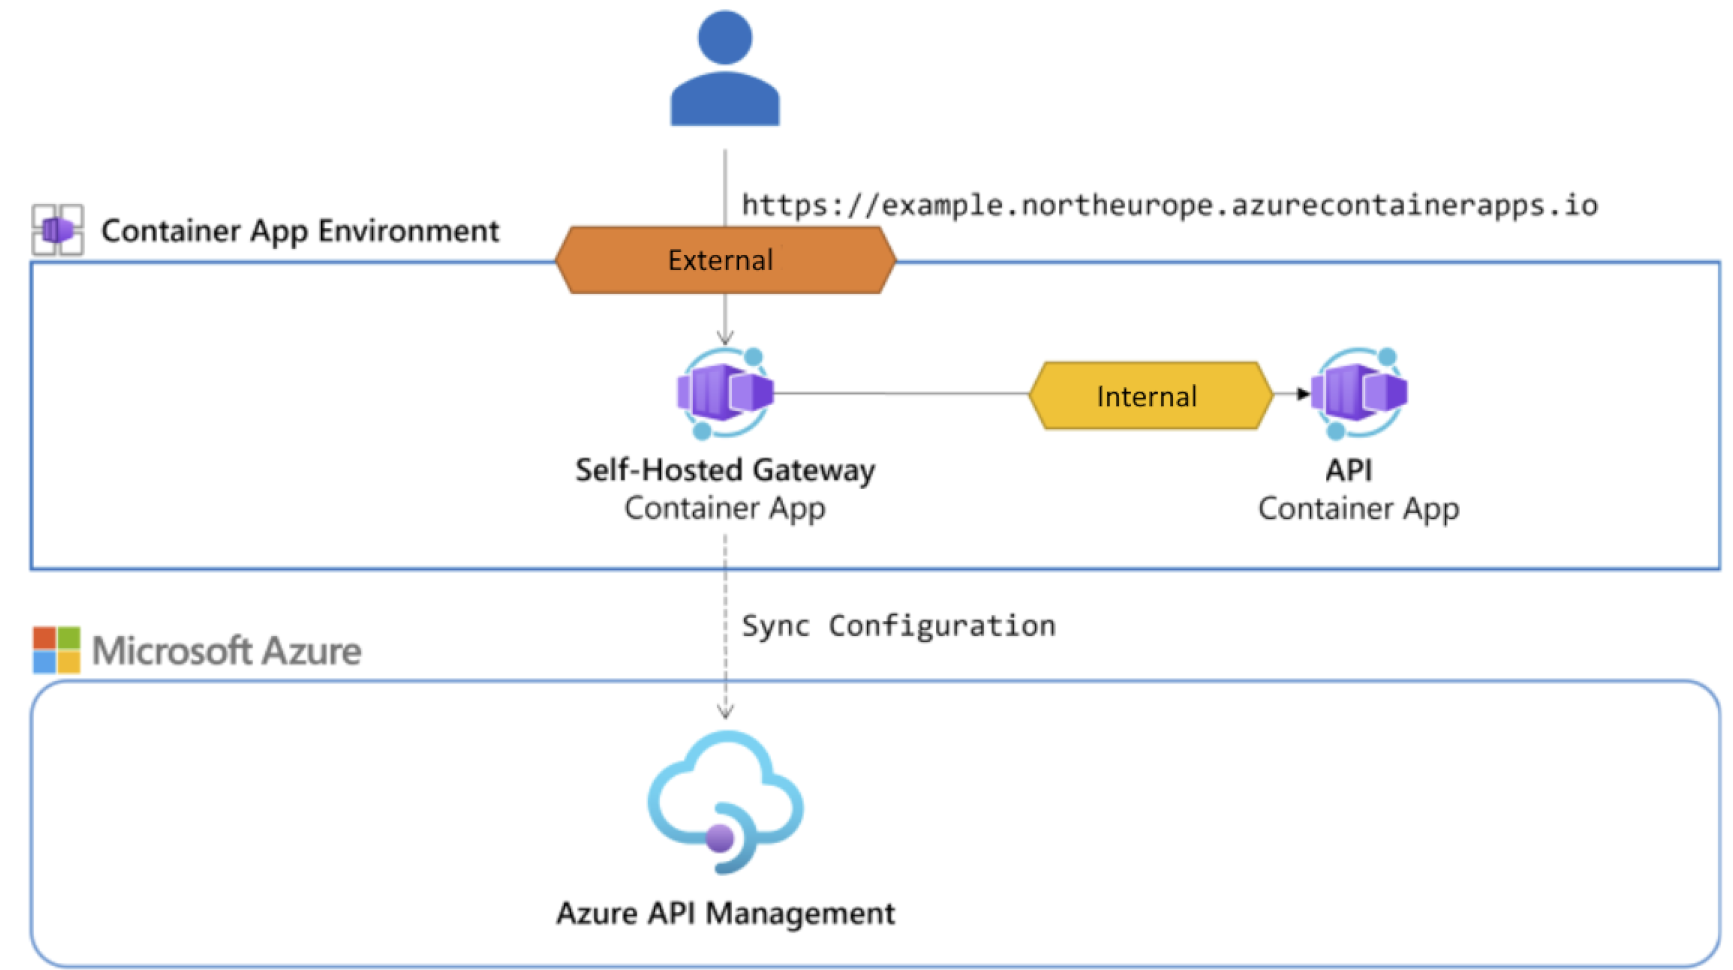 https://example.northeurope.azurecontainerapps.io
Container App Environment
External
Internal
Self-Hosted Gateway
Container App
API
Container App
Sync Configuration
Microsoft Azure
Azure API Management